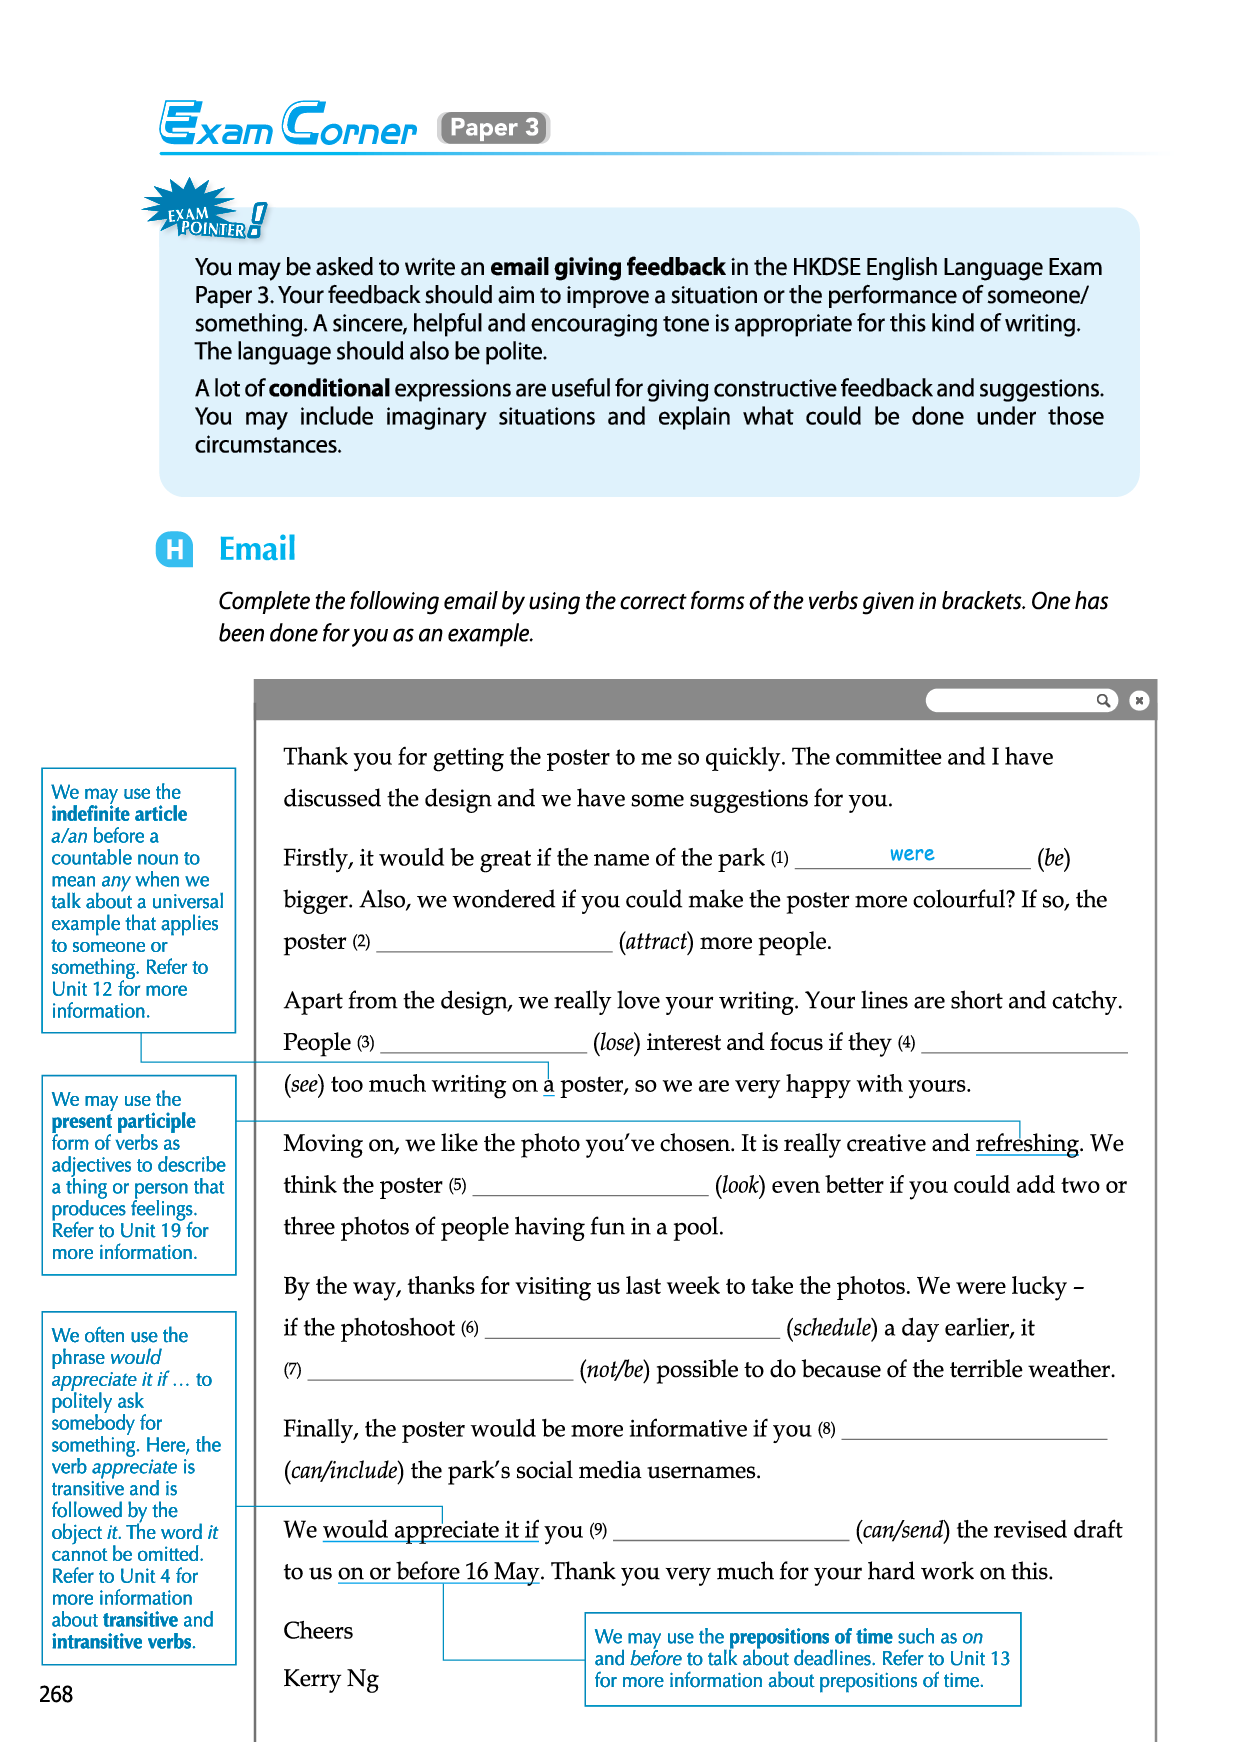 Exam Corner Paper 3
EXAM
POINTER!
You may be asked to write an email giving feedback in the HKDSE English Language Exam
Paper 3. Your feedback should aim to improve a situation or the performance of someone/
something. A sincere, helpful and encouraging tone is appropriate for this kind of writing.
The language should also be polite.
A lot of conditional expressions are useful for giving constructive feedback and suggestions.
You may include imaginary situations and explain what could be done under those
circumstances.
H Email
Complete the following email by using the correct forms of the verbs given in brackets. One has
been done for you as an example.
Thank you for getting the poster to me so quickly. The committee and I have
discussed the design and we have some suggestions for you.
Firstly, it would be great if the name of the park (1) were (be)
bigger. Also, we wondered if you could make the poster more colourful? If so, the
poster (2) (attract) more people.
Apart from the design, we really love your writing. Your lines are short and catchy.
People (3) (lose) interest and focus if they (4)
(see) too much writing on a poster, so we are very happy with yours.
Moving on, we like the photo you've chosen. It is really creative and refreshing. We
think the poster (5) (look) even better if you could add two or
three photos of people having fun in a pool.
By the way, thanks for visiting us last week to take the photos. We were lucky –
if the photoshoot (6) (schedule) a day earlier, it
(7) (not/be) possible to do because of the terrible weather.
Finally, the poster would be more informative if you (8)
(can/include) the park's social media usernames.
We would appreciate it if you (9) (can/send) the revised draft
to us on or before 16 May. Thank you very much for your hard work on this.
Cheers
Kerry Ng
We may use the
indefinite article
a/an before a
countable noun to
mean any when we
talk about a universal
example that applies
to someone or
something. Refer to
Unit 12 for more
information.
We may use the
present participle
form of verbs as
adjectives to describe
a thing or person that
produces feelings.
Refer to Unit 19 for
more information.
We often use the
phrase would
appreciate it if ... to
politely ask
somebody for
something. Here, the
verb appreciate is
transitive and is
followed by the
object it. The word it
cannot be omitted.
Refer to Unit 4 for
more information
about transitive and
intransitive verbs.
We may use the prepositions of time such as on
and before to talk about deadlines. Refer to Unit 13
for more information about prepositions of time.
268